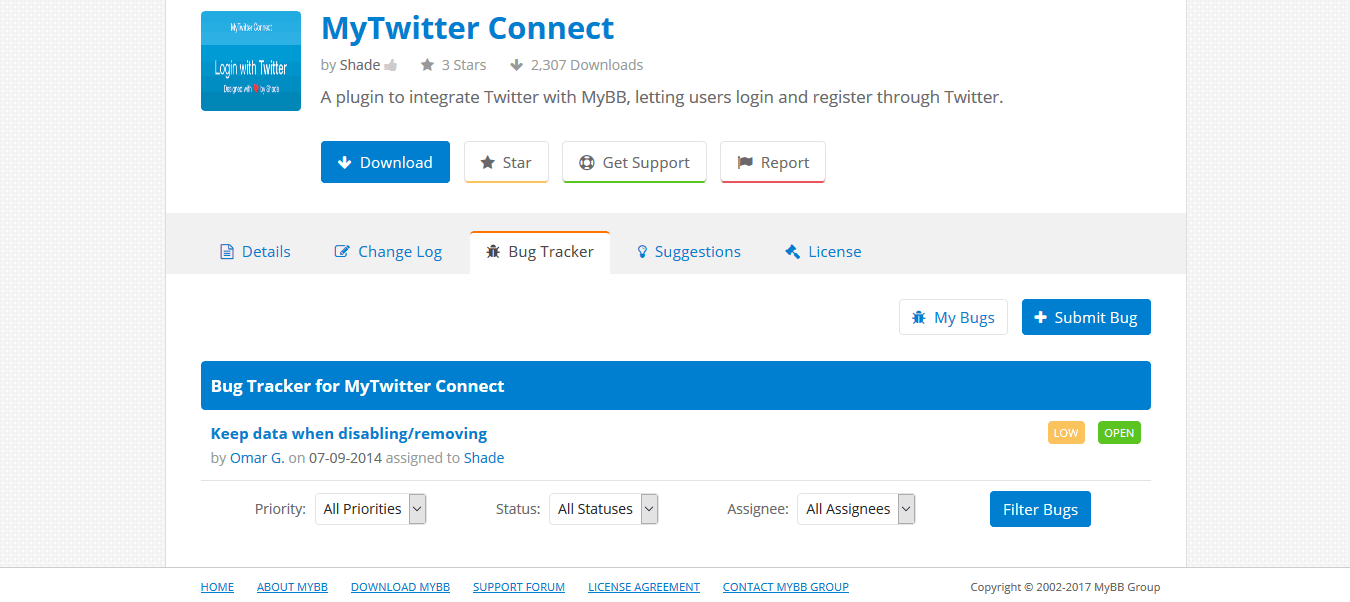 MyTwitter Connect
Login with Twitter
Designed with ❤ by Shade
MyTwitter Connect
by Shade 3 Stars 2,307 Downloads
A plugin to integrate Twitter with MyBB, letting users login and register through Twitter.
Download Star Get Support Report
Details Change Log Bug Tracker Suggestions License
My Bugs Submit Bug
Bug Tracker for MyTwitter Connect
Keep data when disabling/removing LOW OPEN
by Omar G. on 07-09-2014 assigned to Shade
Priority: All Priorities Status: All Statuses Assignee: All Assignees Filter Bugs
HOME ABOUT MYBB DOWNLOAD MYBB SUPPORT FORUM LICENSE AGREEMENT CONTACT MYBB GROUP Copyright © 2002-2017 MyBB Group